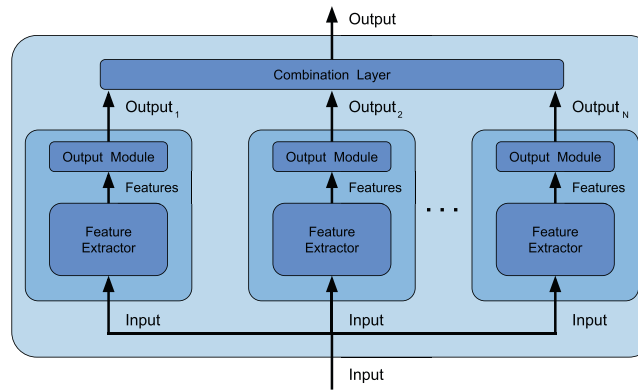 Output
Combination Layer
Output1 Output2 OutputN
Output Module Output Module Output Module
Features Features Features
. . .
Feature Extractor Feature Extractor Feature Extractor
Input Input Input
Input